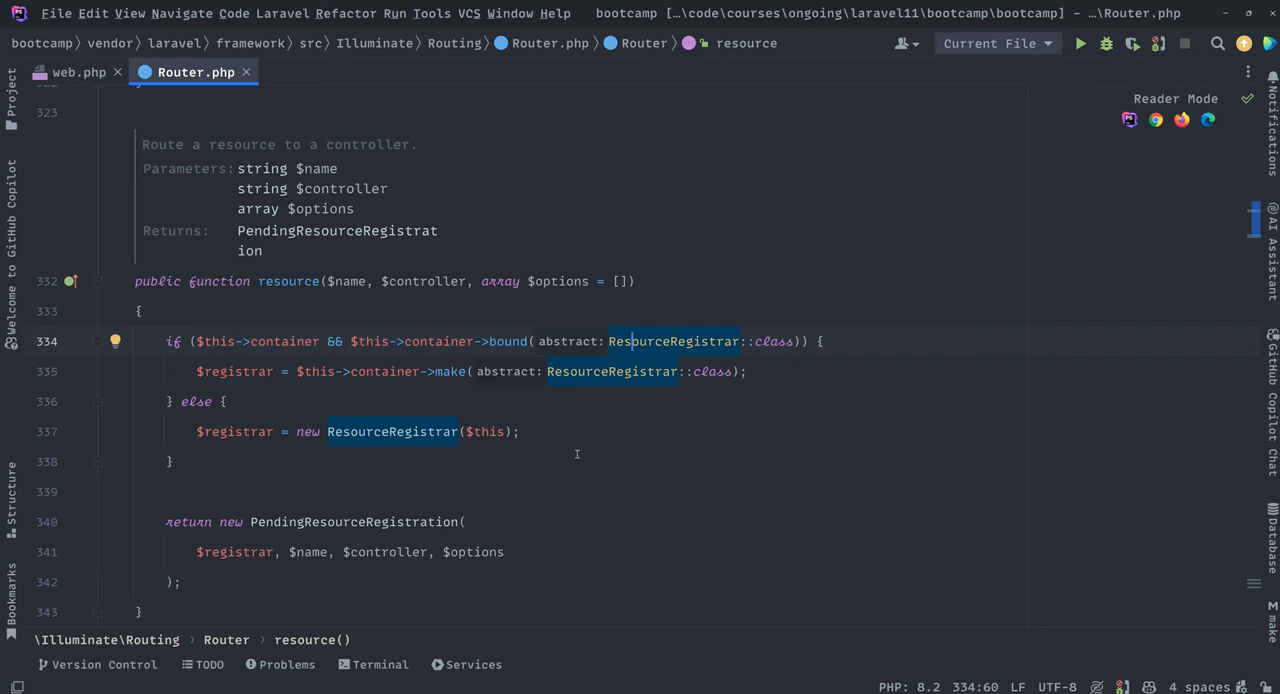 File Edit View Navigate Code Laravel Refactor Run Tools VCS Window Help bootcamp […\code\courses\ongoing\laravel11\bootcamp\bootcamp] - …\Router.php
bootcamp vendor laravel framework src Illuminate Routing Router.php Router resource Current File
web.php Router.php
Reader Mode
323
Route a resource to a controller.
Parameters: string $name
string $controller
array $options
Returns: PendingResourceRegistrat
ion
332 public function resource($name, $controller, array $options = [])
333 {
334 if ($this->container && $this->container->bound( abstract: ResourceRegistrar::class)) {
335 $registrar = $this->container->make( abstract: ResourceRegistrar::class);
336 } else {
337 $registrar = new ResourceRegistrar($this);
338 }
339
340 return new PendingResourceRegistration(
341 $registrar, $name, $controller, $options
342 );
343 }
\Illuminate\Routing › Router › resource()
Version Control TODO Problems Terminal Services
PHP: 8.2 334:60 LF UTF-8 4 spaces
Project
Welcome to GitHub Copilot
Structure
Bookmarks
Notifications
AI Assistant
GitHub Copilot Chat
Database
make